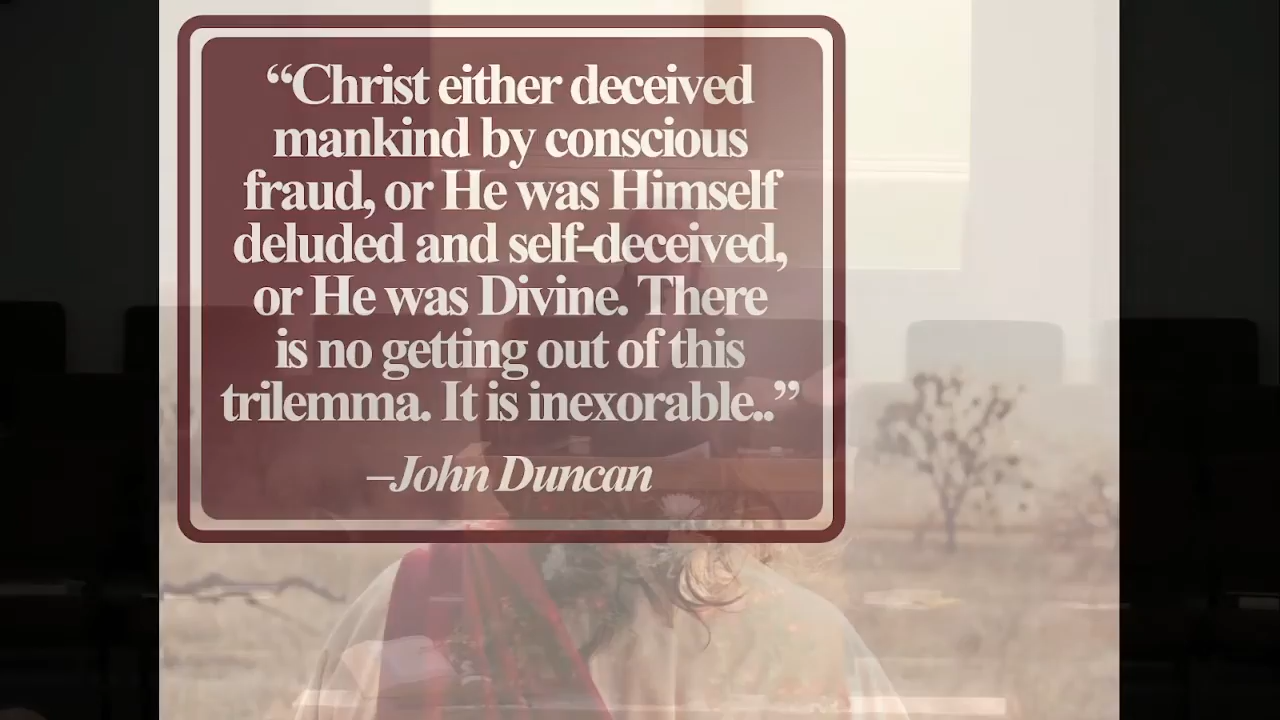 “Christ either deceived
mankind by conscious
fraud, or He was Himself
deluded and self-deceived,
or He was Divine. There
is no getting out of this
trilemma. It is inexorable..”
–John Duncan